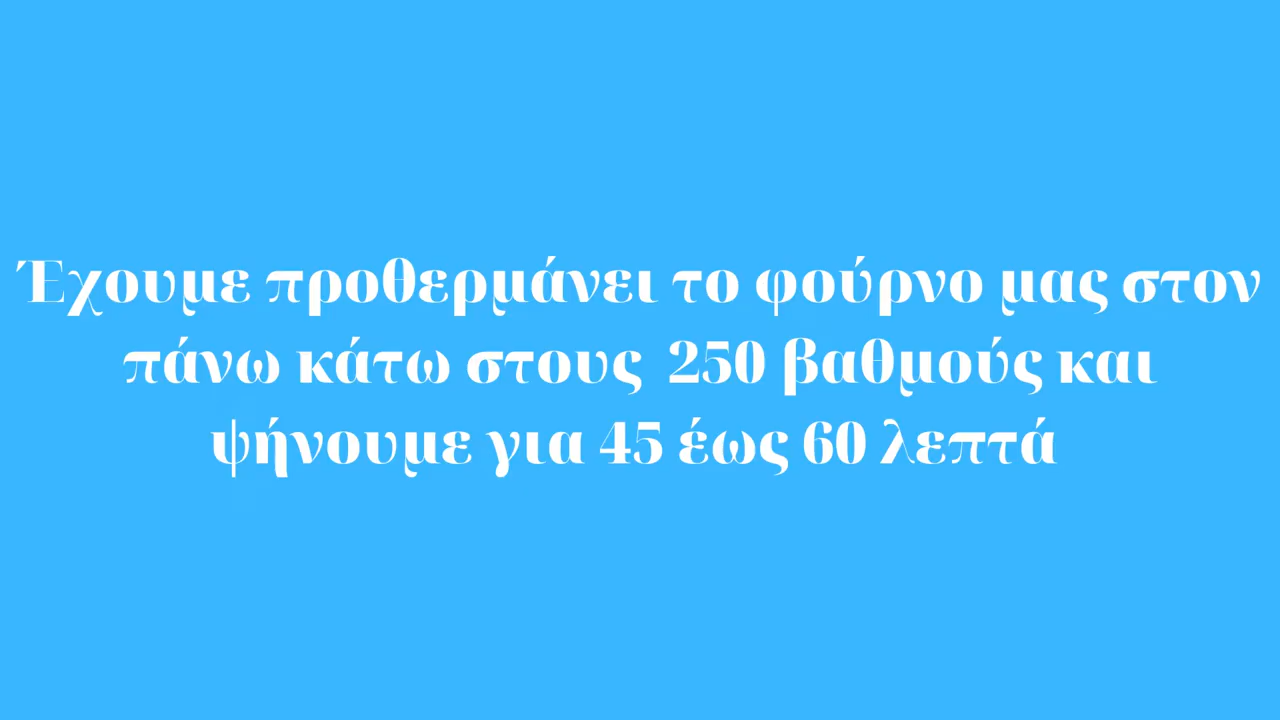 Έχουμε προθερμάνει το φούρνο μας στον
πάνω κάτω στους 250 βαθμούς και
ψήνουμε για 45 έως 60 λεπτά